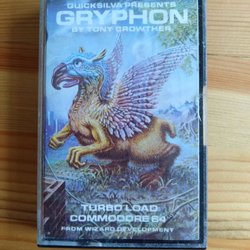 QUICKSILVA PRESENTS
GRYPHON
BY TONY CROWTHER
TURBO LOAD
COMMODORE 64
FROM WIZARD DEVELOPMENT